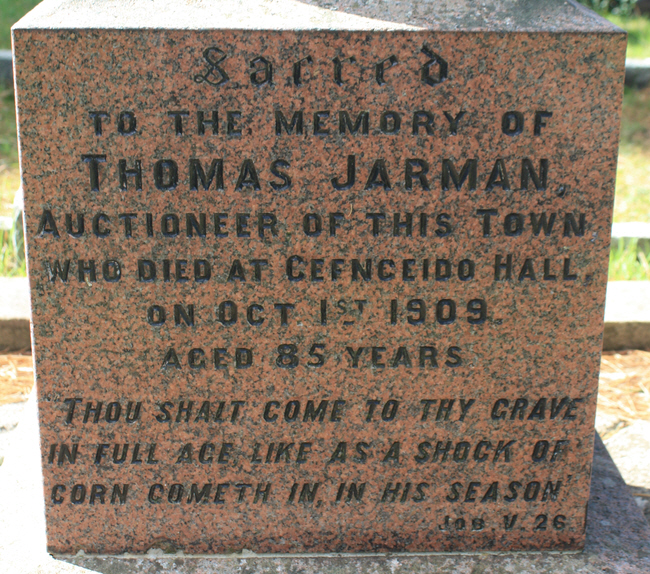 Sacred
TO THE MEMORY OF
THOMAS JARMAN,
AUCTIONEER OF THIS TOWN
WHO DIED AT CEFNCEIDO HALL,
ON OCT 1ST 1909.
AGED 85 YEARS
"THOU SHALT COME TO THY GRAVE
IN FULL AGE, LIKE AS A SHOCK OF
CORN COMETH IN, IN HIS SEASON"
JOB. V. 26.